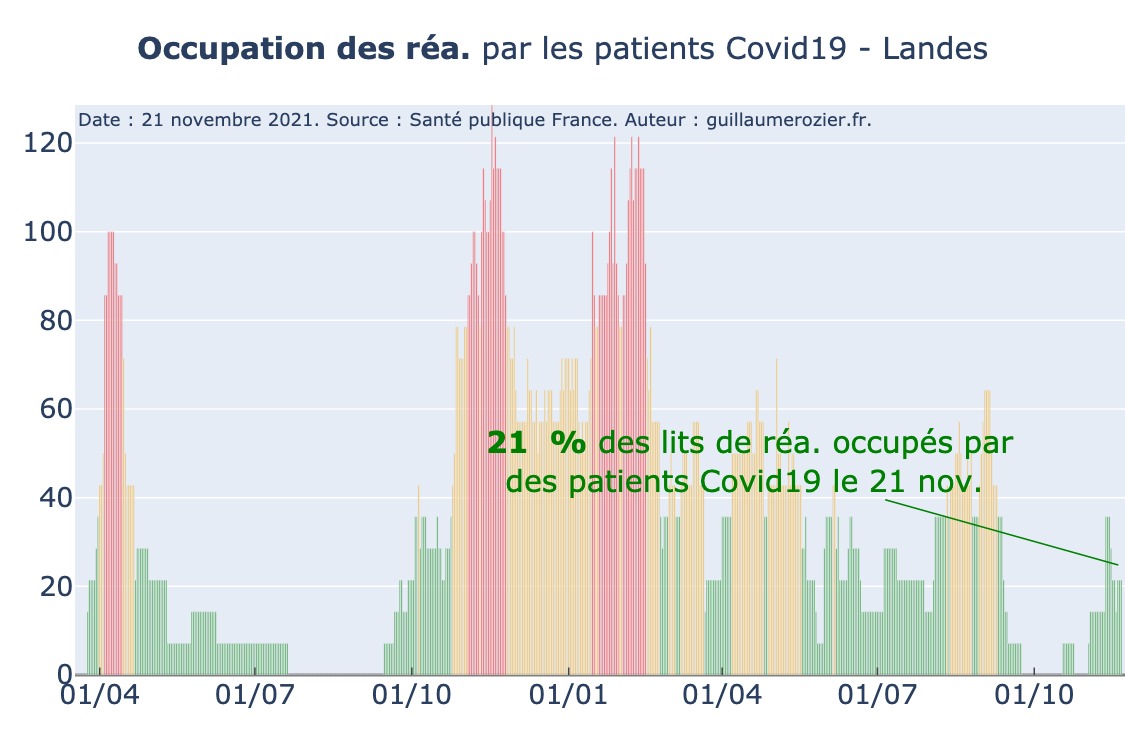 Occupation des réa. par les patients Covid19 - Landes
Date : 21 novembre 2021. Source : Santé publique France. Auteur : guillaumerozier.fr.
120
100
80
60
40
20
0
21 % des lits de réa. occupés par
des patients Covid19 le 21 nov.
01/04 01/07 01/10 01/01 01/04 01/07 01/10